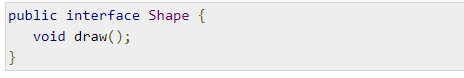 public interface Shape {
   void draw();
}